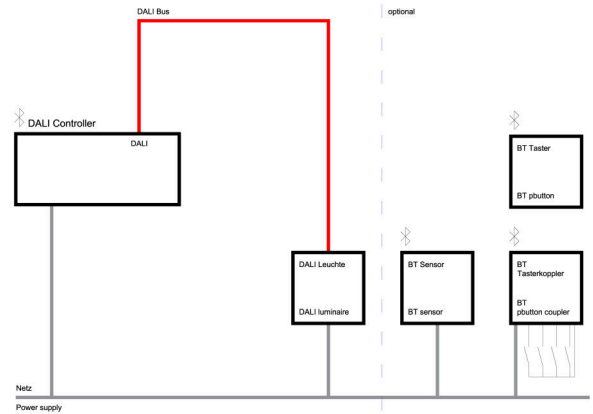 DALI Bus
optional
DALI Controller
DALI
BT Taster
BT pbutton
DALI Leuchte
DALI luminaire
BT Sensor
BT sensor
BT
Tasterkoppler
BT
pbutton coupler
Netz
Power supply